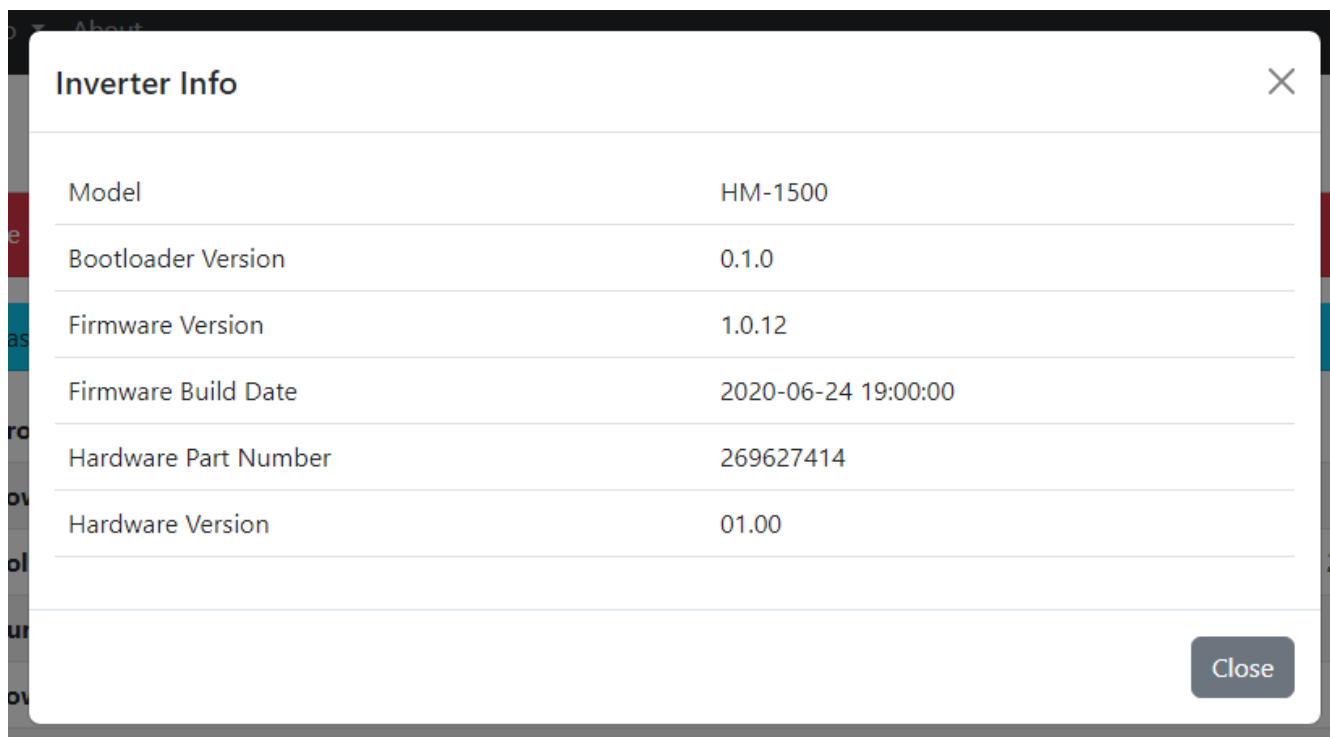 About
Inverter Info
Model HM-1500
Bootloader Version 0.1.0
Firmware Version 1.0.12
Firmware Build Date 2020-06-24 19:00:00
Hardware Part Number 269627414
Hardware Version 01.00
Close